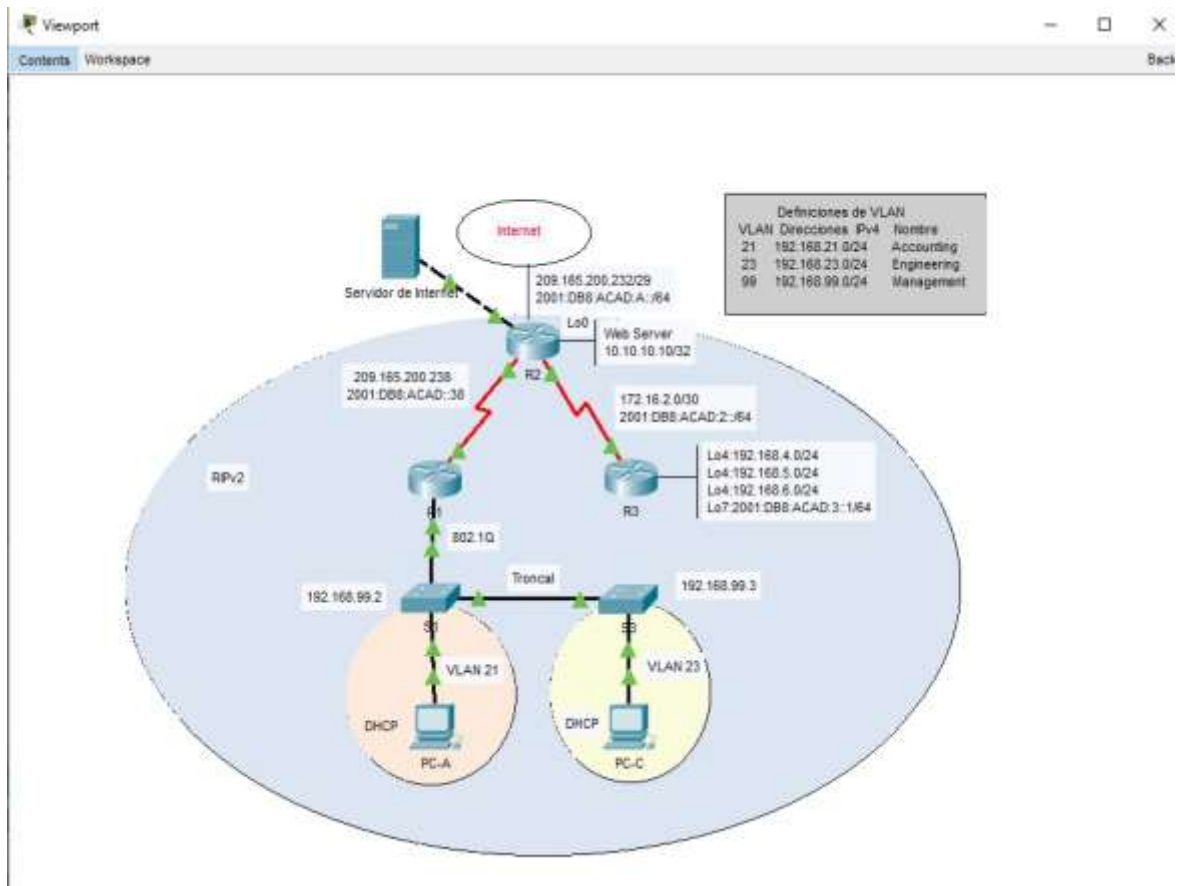 Viewport
Contents Workspace
Back
Definiciones de VLAN
VLAN Direcciones IPv4 Nombre
21 192.168.21.0/24 Accounting
23 192.168.23.0/24 Engineering
99 192.168.99.0/24 Management
Internet
209.165.200.232/29
2001:DB8:ACAD:A::/64
Servidor de Internet
Lo0
Web Server
10.10.10.10/32
R2
209.165.200.238
2001:DB8:ACAD::38
172.16.2.0/30
2001:DB8:ACAD:2::/64
RIPv2
Lo4:192.168.4.0/24
Lo4:192.168.5.0/24
Lo4:192.168.6.0/24
Lo7:2001:DB8:ACAD:3::1/64
R1
R3
802.1Q
Troncal
192.168.99.2
192.168.99.3
S1
S3
VLAN 21
VLAN 23
DHCP
DHCP
PC-A
PC-C